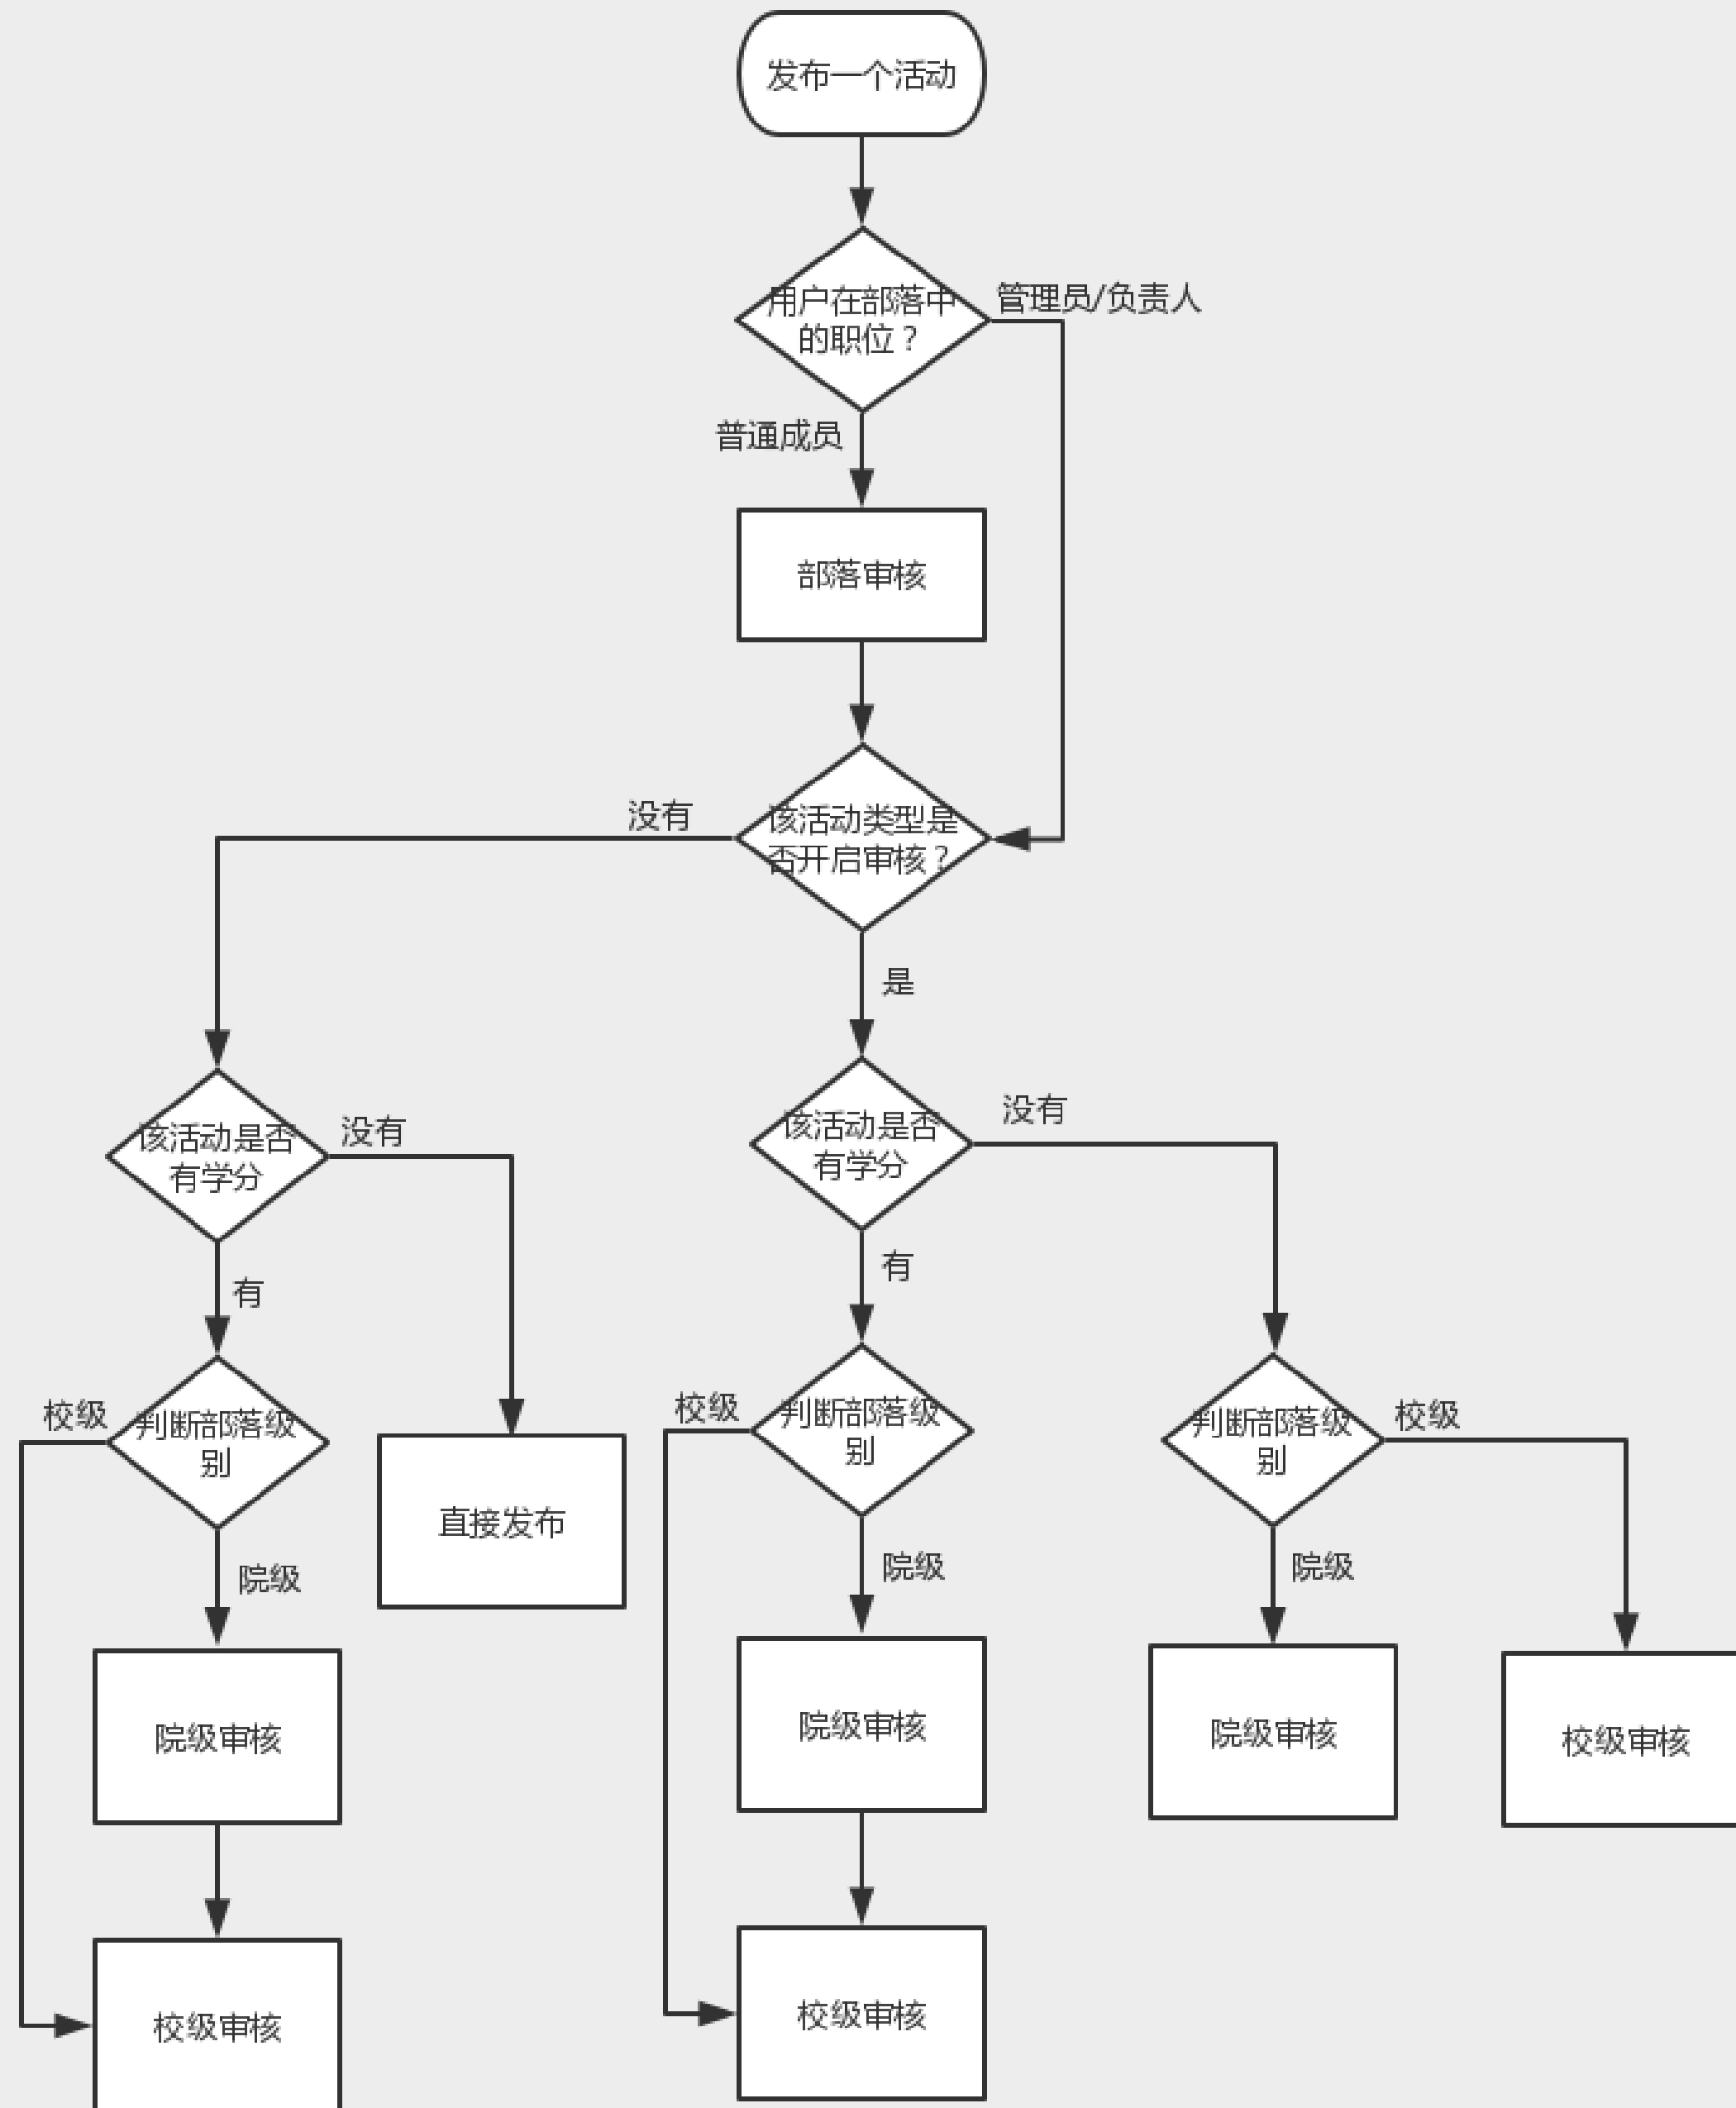 发布一个活动
用户在部落中
的职位？
管理员/负责人
普通成员
部落审核
该活动类型是
否开启审核？
没有
是
该活动是否
有学分
没有
有
该活动是否
有学分
没有
有
判断部落级
别
校级
院级
直接发布
判断部落级
别
校级
院级
判断部落级
别
校级
院级
院级审核
院级审核
院级审核
校级审核
校级审核
校级审核